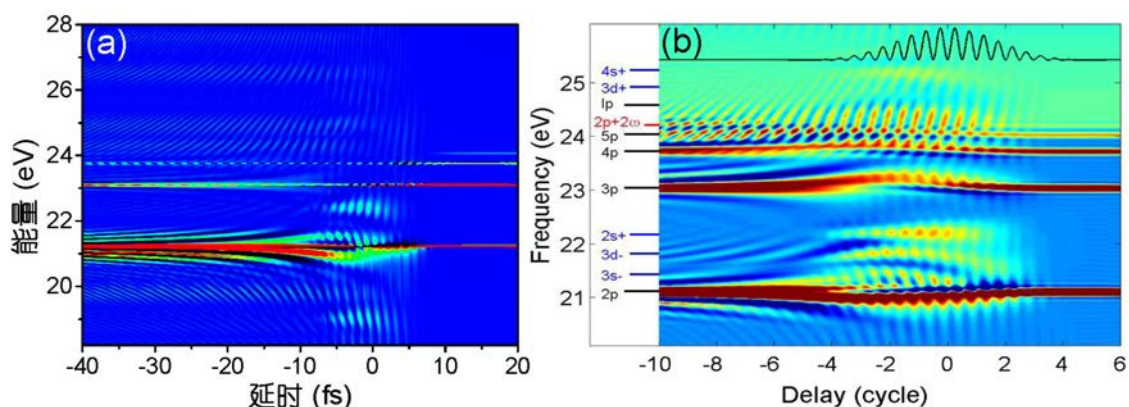 (a)
28
26
24
22
20
能量 (eV)
-40 -30 -20 -10 0 10 20
延时 (fs)
(b)
4s+
3d+
Ip
2p+2ω
5p
4p
3p
2s+
3d-
3s-
2p
25
24
23
22
21
Frequency (eV)
-10 -8 -6 -4 -2 0 2 4 6
Delay (cycle)